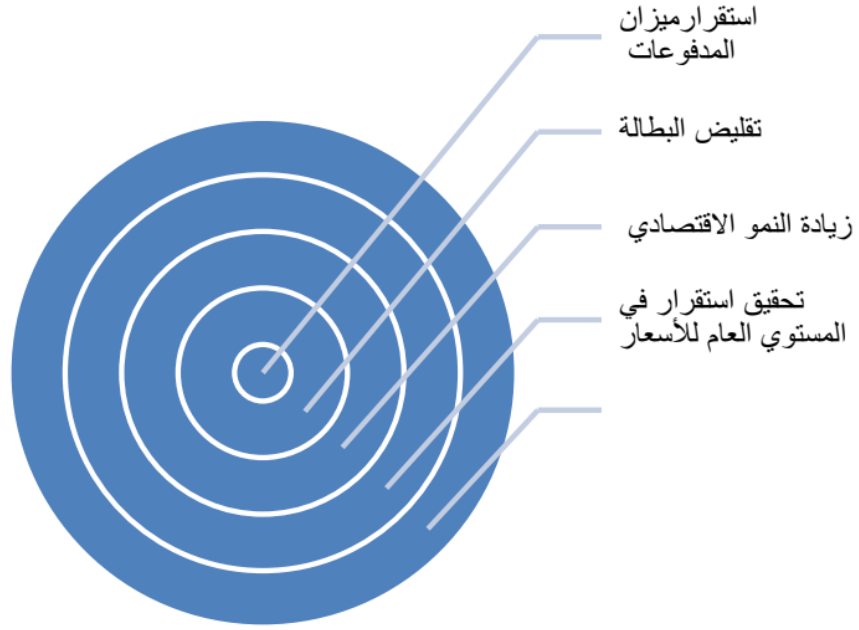 استقرارميزان
المدفوعات
تقليض البطالة
زيادة النمو الاقتصادي
تحقيق استقرار في
المستوي العام للأسعار